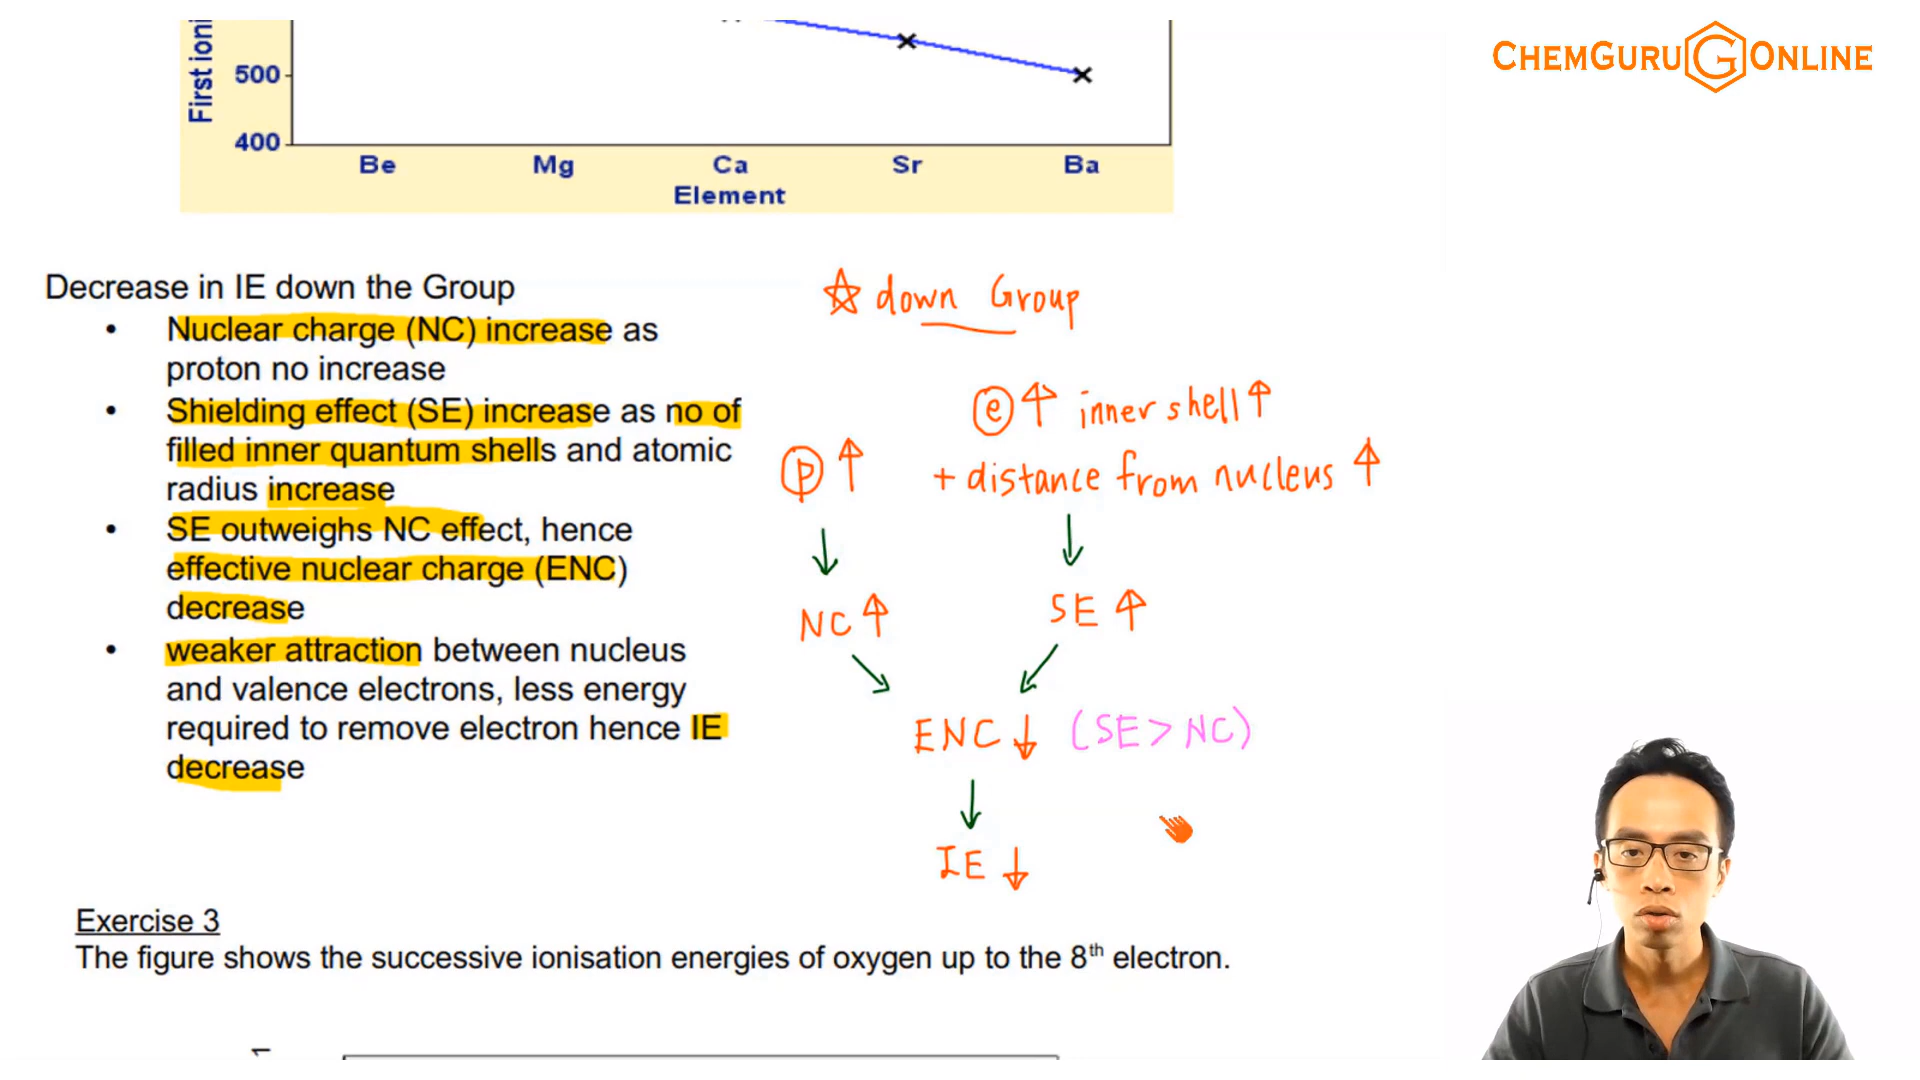 First ioni
500
400
Be Mg Ca Sr Ba
Element
CHEMGURU G ONLINE
Decrease in IE down the Group
• Nuclear charge (NC) increase as
proton no increase
• Shielding effect (SE) increase as no of
filled inner quantum shells and atomic
radius increase
• SE outweighs NC effect, hence
effective nuclear charge (ENC)
decrease
• weaker attraction between nucleus
and valence electrons, less energy
required to remove electron hence IE
decrease
☆ down Group
e ↑ inner shell ↑
p ↑ + distance from nucleus ↑
NC ↑ SE ↑
ENC ↓ (SE > NC)
IE ↓
Exercise 3
The figure shows the successive ionisation energies of oxygen up to the 8th electron.